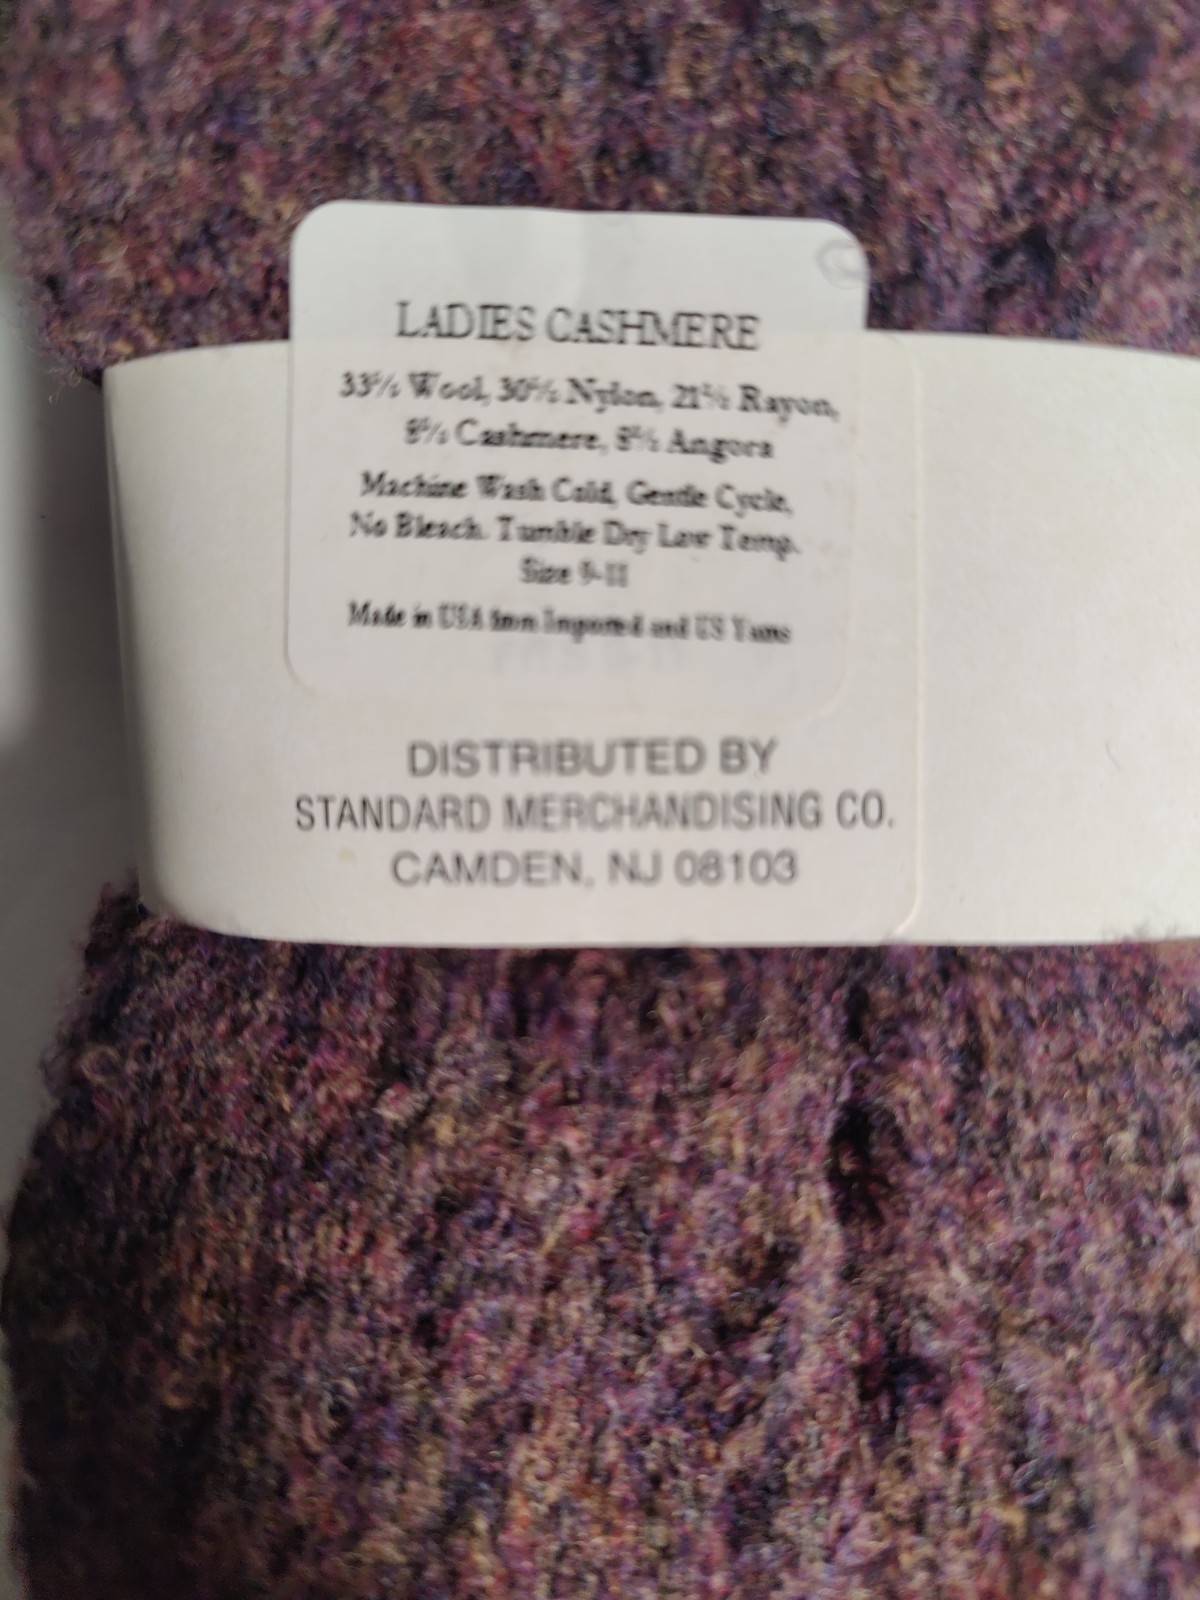 LADIES CASHMERE
33% Wool, 30% Nylon, 21% Rayon,
8% Cashmere, 8% Angora
Machine Wash Cold, Gentle Cycle,
No Bleach. Tumble Dry Low Temp.
Size 9-11
Made in USA from Imported and US Yarns
DISTRIBUTED BY
STANDARD MERCHANDISING CO.
CAMDEN, NJ 08103